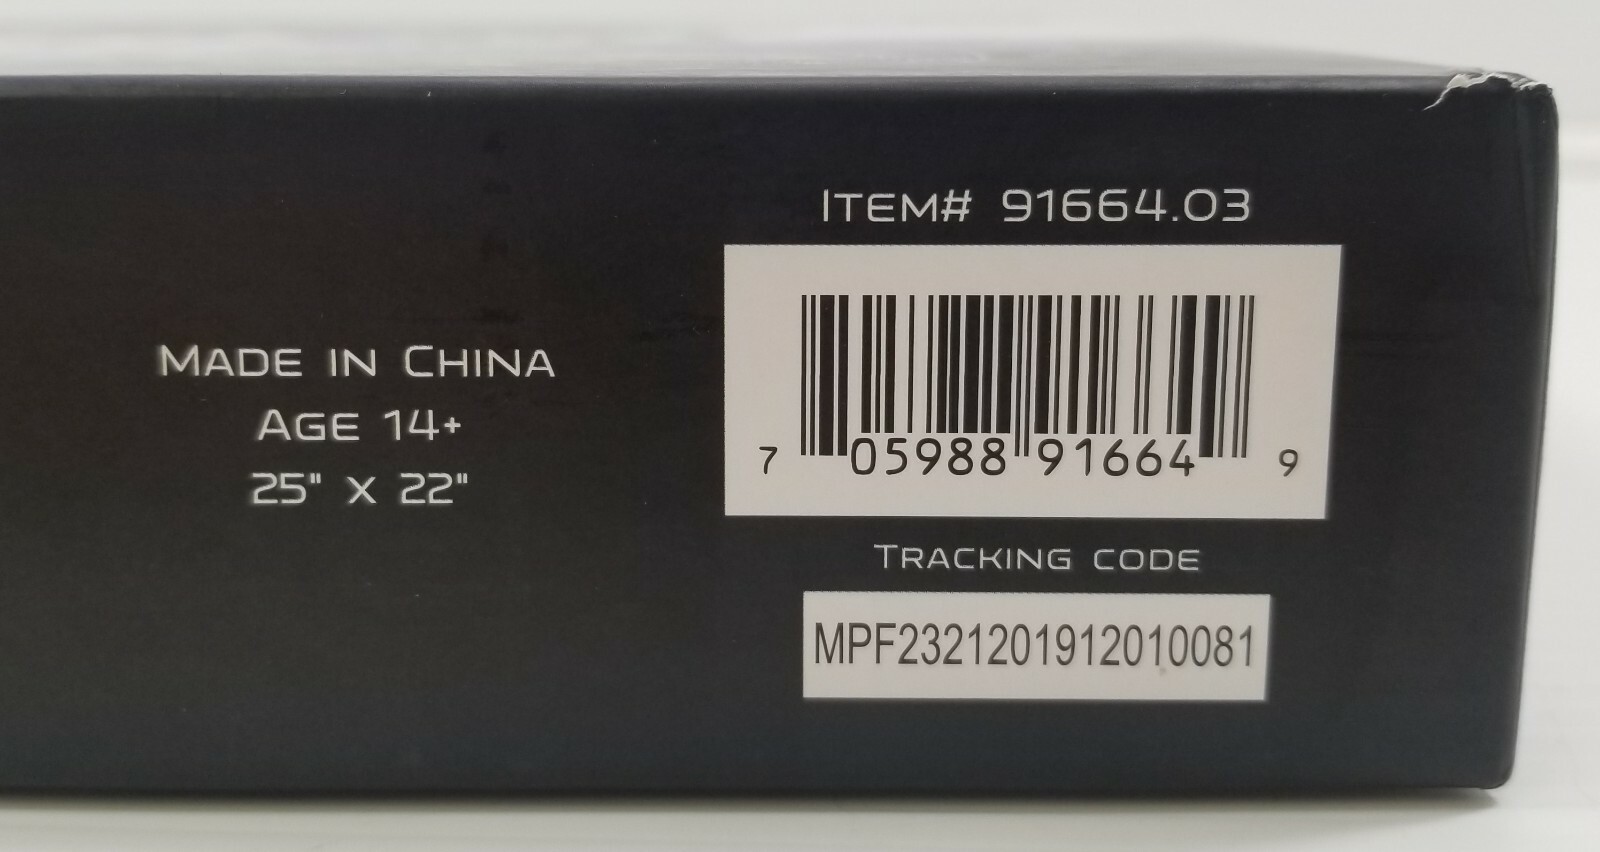 ITEM# 91664.03
7 05988 91664 9
MADE IN CHINA
AGE 14+
25" X 22"
TRACKING CODE
MPF2321201912010081